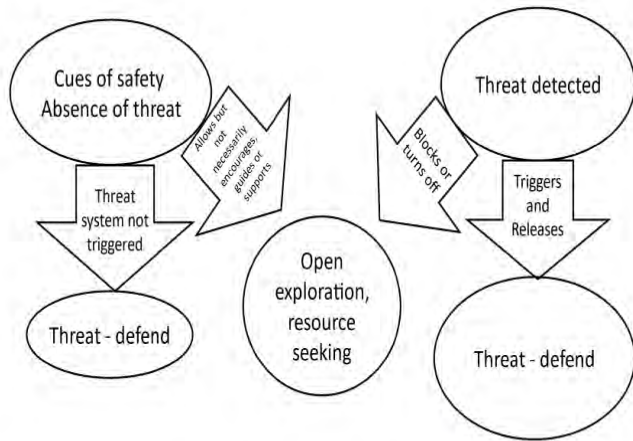 Cues of safety
Absence of threat
Allows but
not
necessarily
encourages,
guides or
supports
Threat
system not
triggered
Threat - defend
Open
exploration,
resource
seeking
Threat detected
Blocks or
turns off
Triggers
and
Releases
Threat - defend